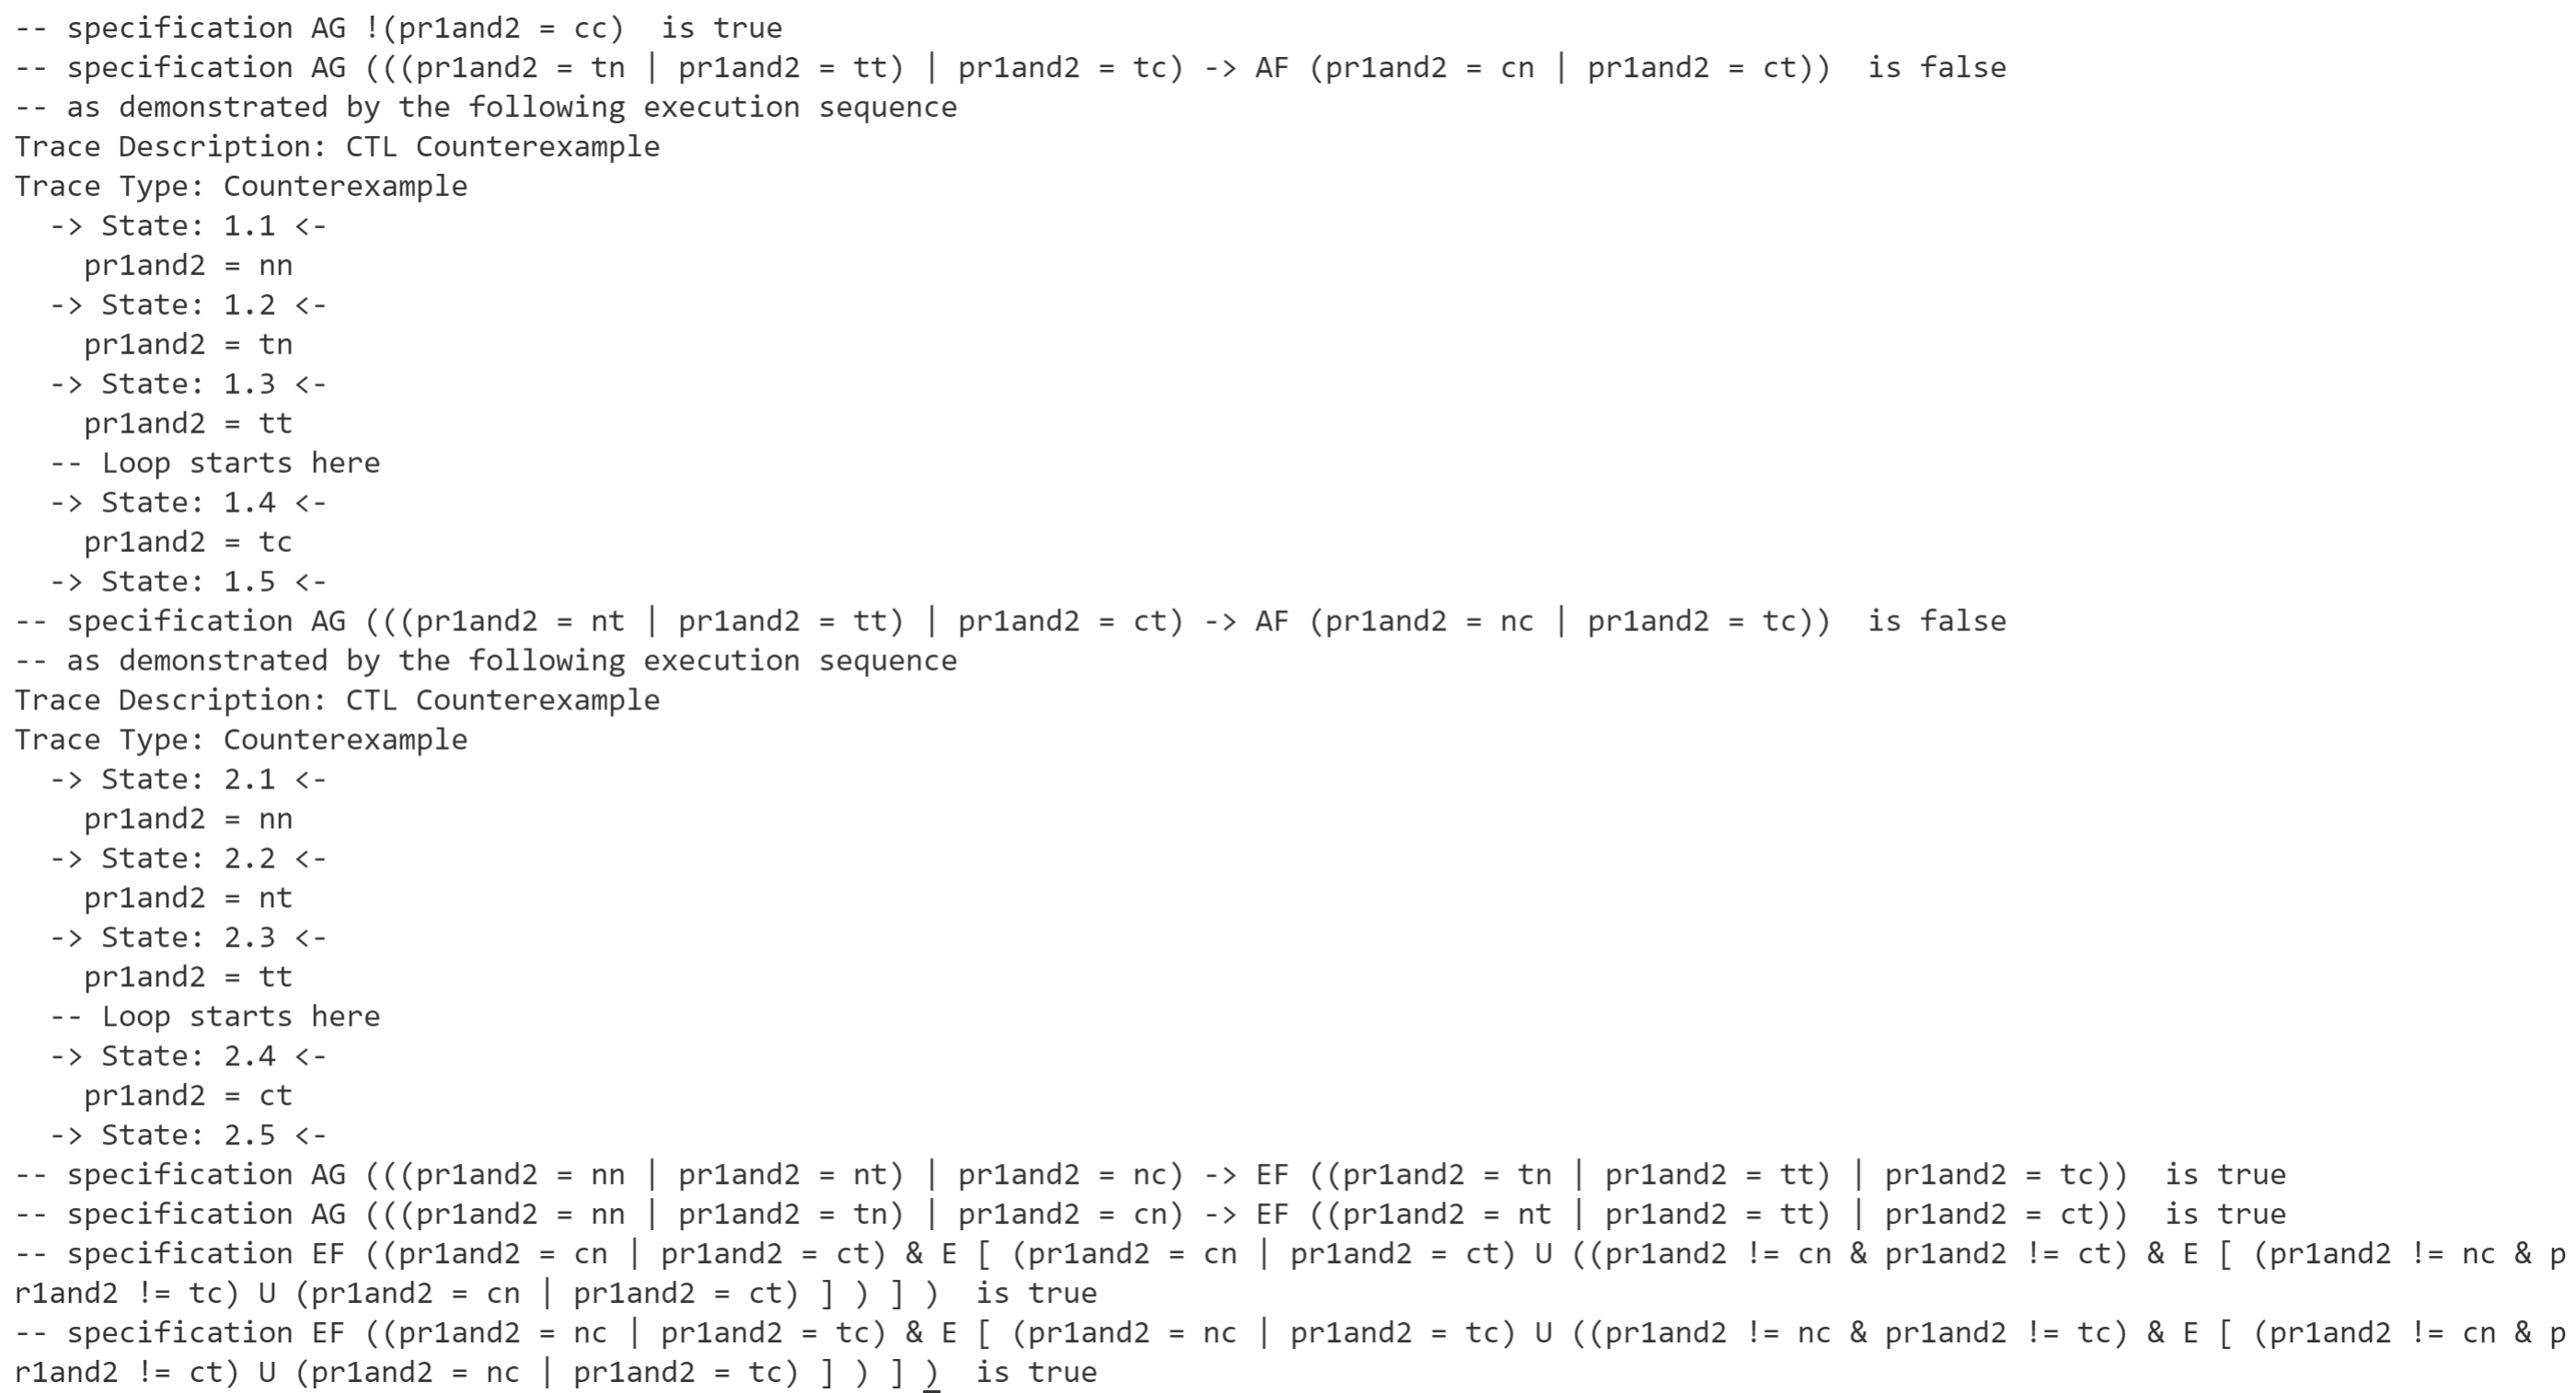 -- specification AG !(pr1and2 = cc)  is true
-- specification AG (((pr1and2 = tn | pr1and2 = tt) | pr1and2 = tc) -> AF (pr1and2 = cn | pr1and2 = ct))  is false
-- as demonstrated by the following execution sequence
Trace Description: CTL Counterexample
Trace Type: Counterexample
  -> State: 1.1 <-
    pr1and2 = nn
  -> State: 1.2 <-
    pr1and2 = tn
  -> State: 1.3 <-
    pr1and2 = tt
  -- Loop starts here
  -> State: 1.4 <-
    pr1and2 = tc
  -> State: 1.5 <-
-- specification AG (((pr1and2 = nt | pr1and2 = tt) | pr1and2 = ct) -> AF (pr1and2 = nc | pr1and2 = tc))  is false
-- as demonstrated by the following execution sequence
Trace Description: CTL Counterexample
Trace Type: Counterexample
  -> State: 2.1 <-
    pr1and2 = nn
  -> State: 2.2 <-
    pr1and2 = nt
  -> State: 2.3 <-
    pr1and2 = tt
  -- Loop starts here
  -> State: 2.4 <-
    pr1and2 = ct
  -> State: 2.5 <-
-- specification AG (((pr1and2 = nn | pr1and2 = nt) | pr1and2 = nc) -> EF ((pr1and2 = tn | pr1and2 = tt) | pr1and2 = tc))  is true
-- specification AG (((pr1and2 = nn | pr1and2 = tn) | pr1and2 = cn) -> EF ((pr1and2 = nt | pr1and2 = tt) | pr1and2 = ct))  is true
-- specification EF ((pr1and2 = cn | pr1and2 = ct) & E [ (pr1and2 = cn | pr1and2 = ct) U ((pr1and2 != cn & pr1and2 != ct) & E [ (pr1and2 != nc & p
r1and2 != tc) U (pr1and2 = cn | pr1and2 = ct) ] ) ] )  is true
-- specification EF ((pr1and2 = nc | pr1and2 = tc) & E [ (pr1and2 = nc | pr1and2 = tc) U ((pr1and2 != nc & pr1and2 != tc) & E [ (pr1and2 != cn & p
r1and2 != ct) U (pr1and2 = nc | pr1and2 = tc) ] ) ] )  is true